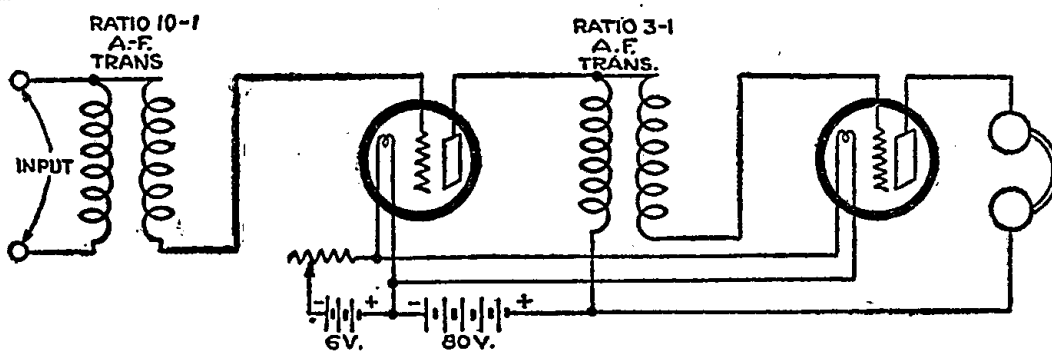 RATIO 10-1
A.-F.
TRANS
RATIO 3-1
A.F.
TRANS.
INPUT
- +
- +
6V.
80V.